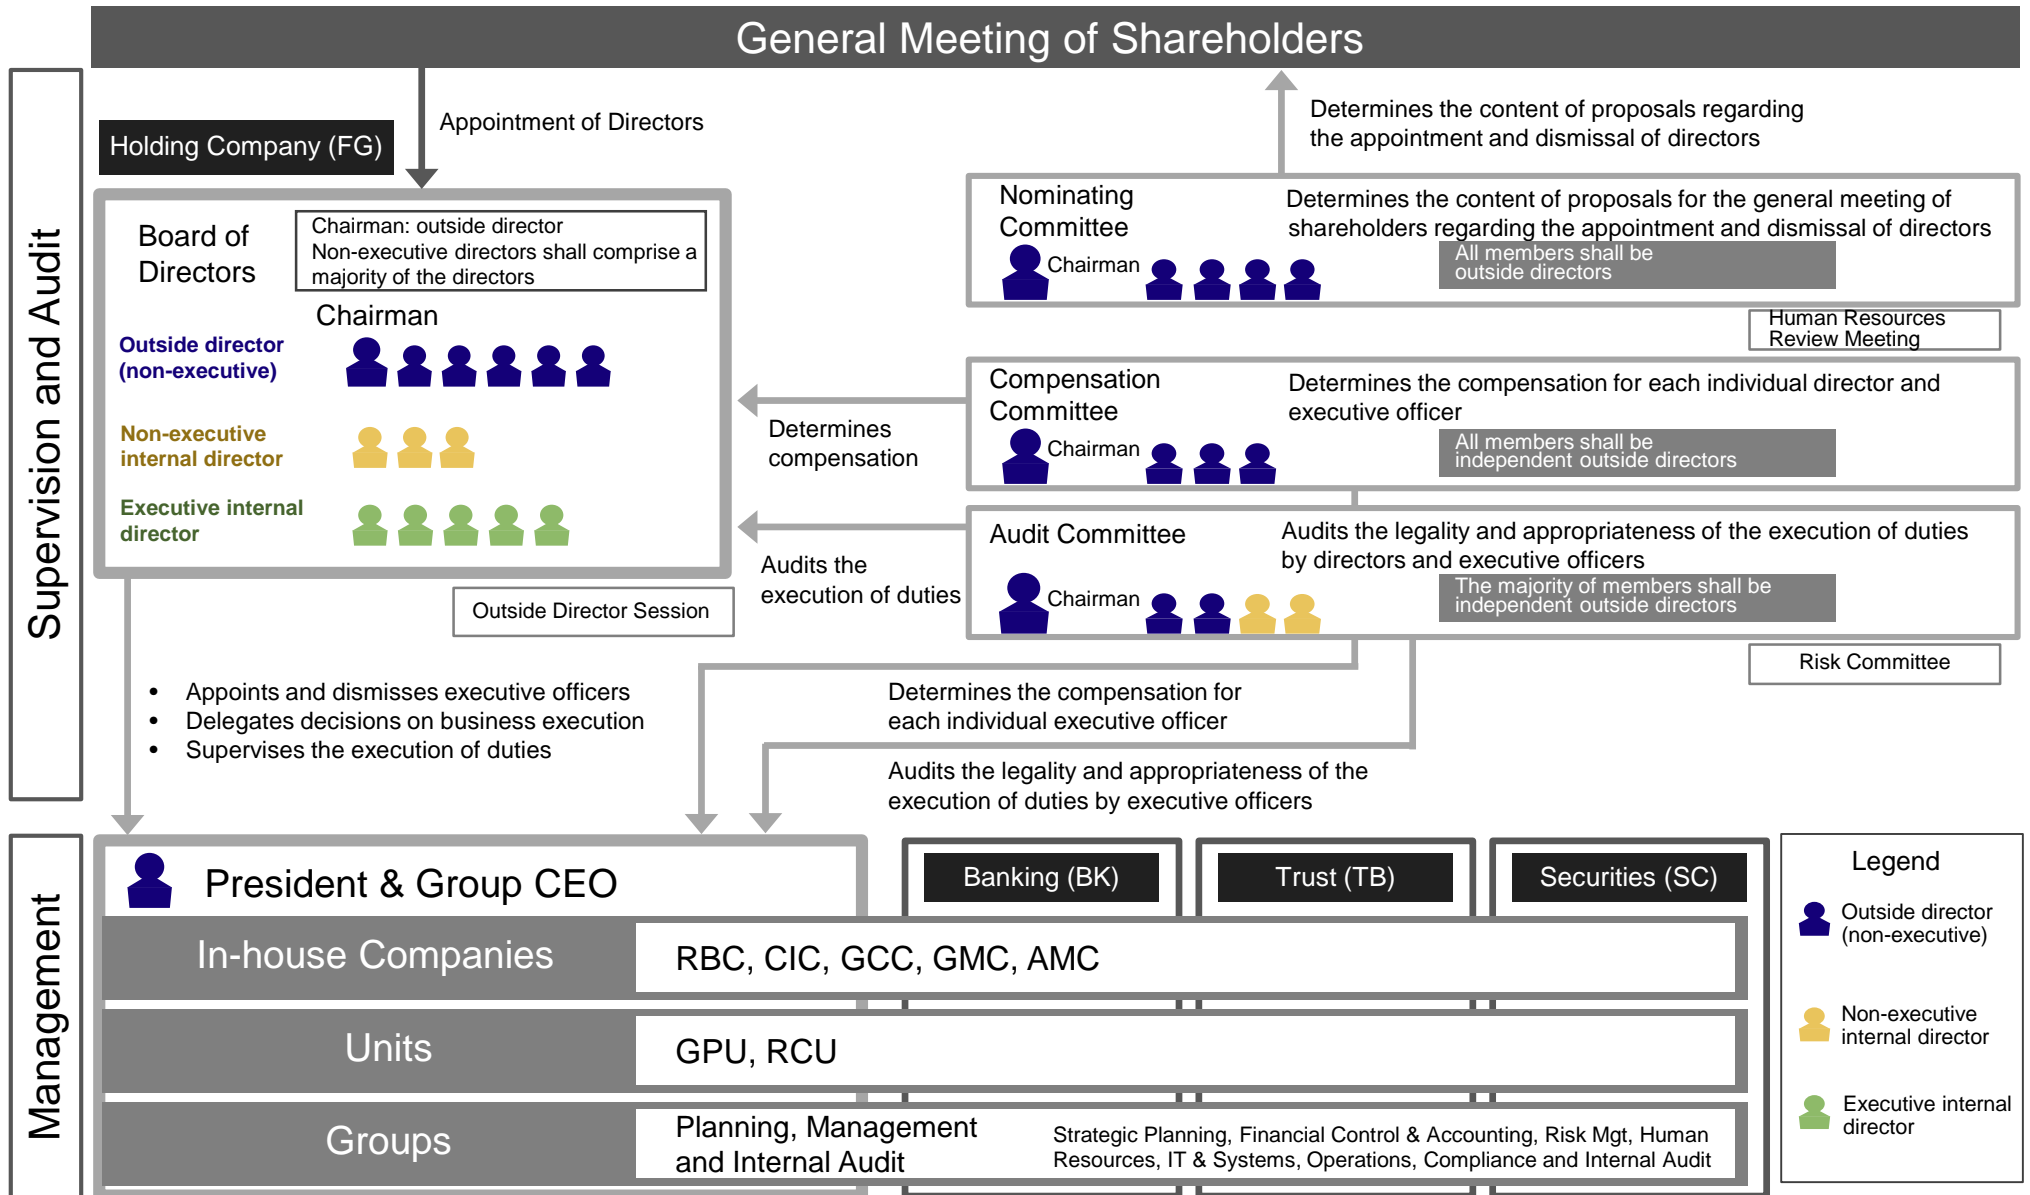 General Meeting of Shareholders
Supervision and Audit
Holding Company (FG)
Appointment of Directors
Determines the content of proposals regarding
the appointment and dismissal of directors
Board of
Directors
Chairman: outside director
Non-executive directors shall comprise a
majority of the directors
Chairman
Outside director
(non-executive)
Non-executive
internal director
Executive internal
director
Outside Director Session
Nominating
Committee
Chairman
Determines the content of proposals for the general meeting of
shareholders regarding the appointment and dismissal of directors
All members shall be
outside directors
Human Resources
Review Meeting
Determines
compensation
Compensation
Committee
Chairman
Determines the compensation for each individual director and
executive officer
All members shall be
independent outside directors
Audits the
execution of duties
Audit Committee
Chairman
Audits the legality and appropriateness of the execution of duties
by directors and executive officers
The majority of members shall be
independent outside directors
Risk Committee
• Appoints and dismisses executive officers
• Delegates decisions on business execution
• Supervises the execution of duties
Determines the compensation for
each individual executive officer
Audits the legality and appropriateness of the
execution of duties by executive officers
Management
President & Group CEO
Banking (BK)
Trust (TB)
Securities (SC)
In-house Companies
RBC, CIC, GCC, GMC, AMC
Units
GPU, RCU
Groups
Planning, Management
and Internal Audit
Strategic Planning, Financial Control & Accounting, Risk Mgt, Human
Resources, IT & Systems, Operations, Compliance and Internal Audit
Legend
Outside director
(non-executive)
Non-executive
internal director
Executive internal
director